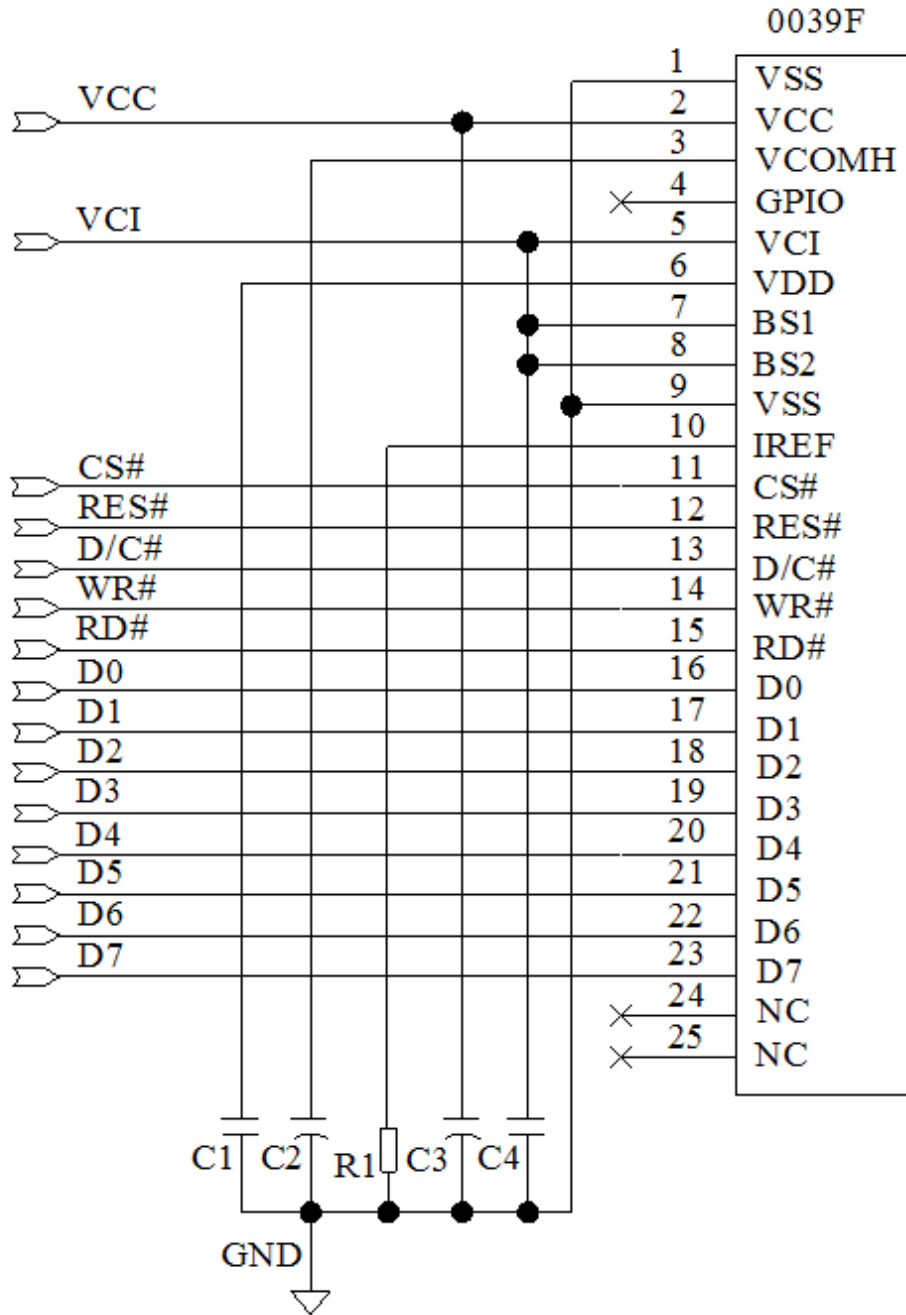 0039F
1 VSS
VCC 2 VCC
3 VCOMH
4 GPIO
VCI 5 VCI
6 VDD
7 BS1
8 BS2
9 VSS
10 IREF
CS# 11 CS#
RES# 12 RES#
D/C# 13 D/C#
WR# 14 WR#
RD# 15 RD#
D0 16 D0
D1 17 D1
D2 18 D2
D3 19 D3
D4 20 D4
D5 21 D5
D6 22 D6
D7 23 D7
24 NC
25 NC
C1 C2 R1 C3 C4
GND